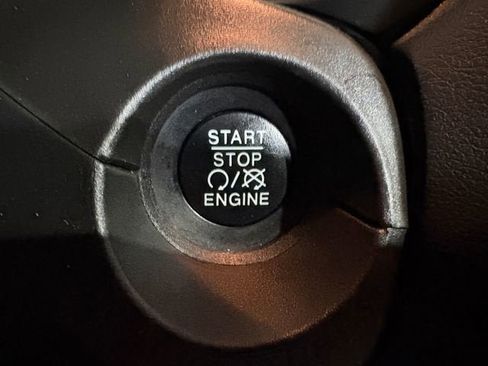 START
STOP
/
ENGINE